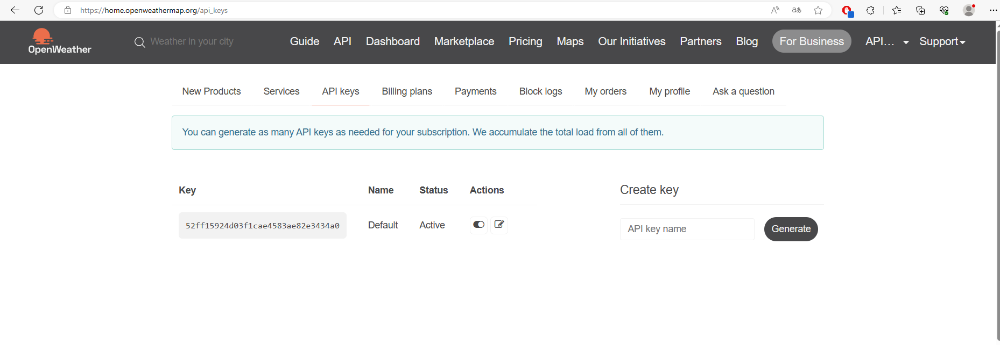 https://home.openweathermap.org/api_keys
OpenWeather
Weather in your city
Guide API Dashboard Marketplace Pricing Maps Our Initiatives Partners Blog For Business API... Support
New Products Services API keys Billing plans Payments Block logs My orders My profile Ask a question
You can generate as many API keys as needed for your subscription. We accumulate the total load from all of them.
Key Name Status Actions
52ff15924d03f1cae4583ae82e3434a0 Default Active
Create key
API key name Generate